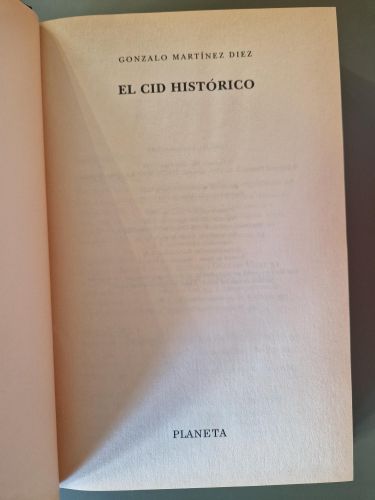 GONZALO MARTÍNEZ DIEZ
EL CID HISTÓRICO
PLANETA